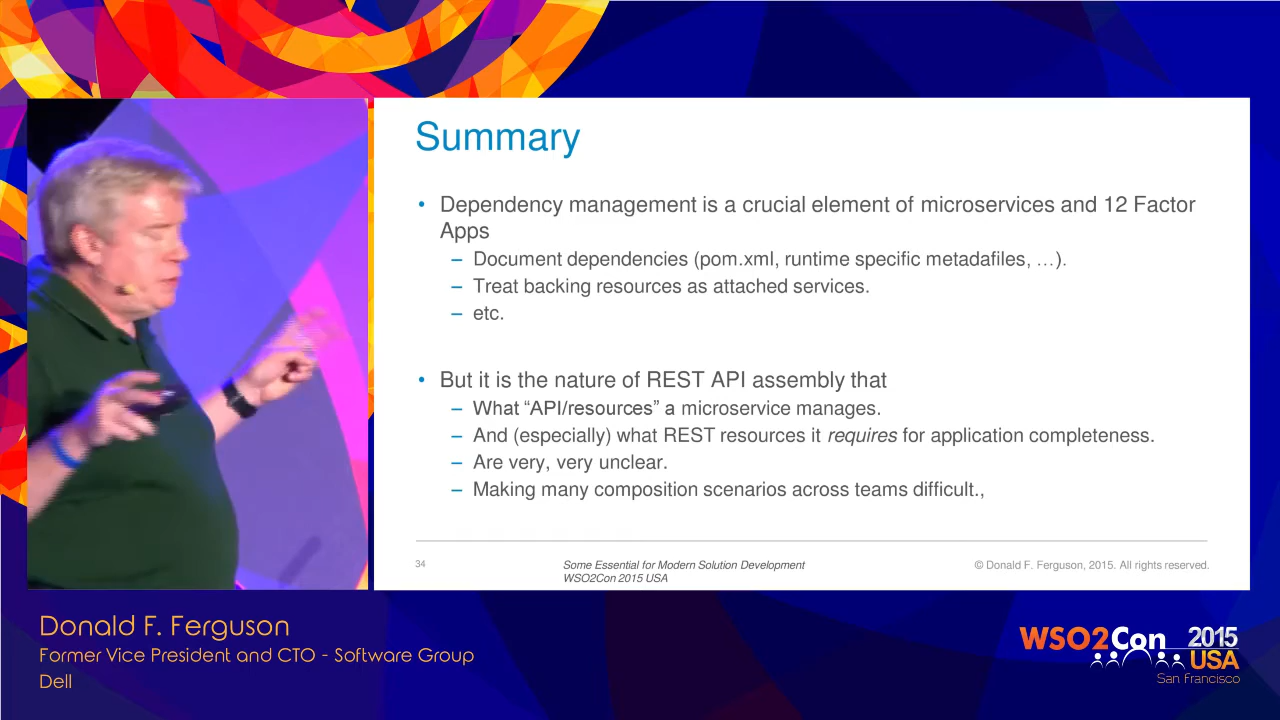 Summary
• Dependency management is a crucial element of microservices and 12 Factor
Apps
– Document dependencies (pom.xml, runtime specific metadafiles, …).
– Treat backing resources as attached services.
– etc.
• But it is the nature of REST API assembly that
– What “API/resources” a microservice manages.
– And (especially) what REST resources it requires for application completeness.
– Are very, very unclear.
– Making many composition scenarios across teams difficult.,
34
Some Essential for Modern Solution Development
WSO2Con 2015 USA
© Donald F. Ferguson, 2015. All rights reserved.
Donald F. Ferguson
Former Vice President and CTO - Software Group
Dell
WSO2Con 2015
USA
San Francisco